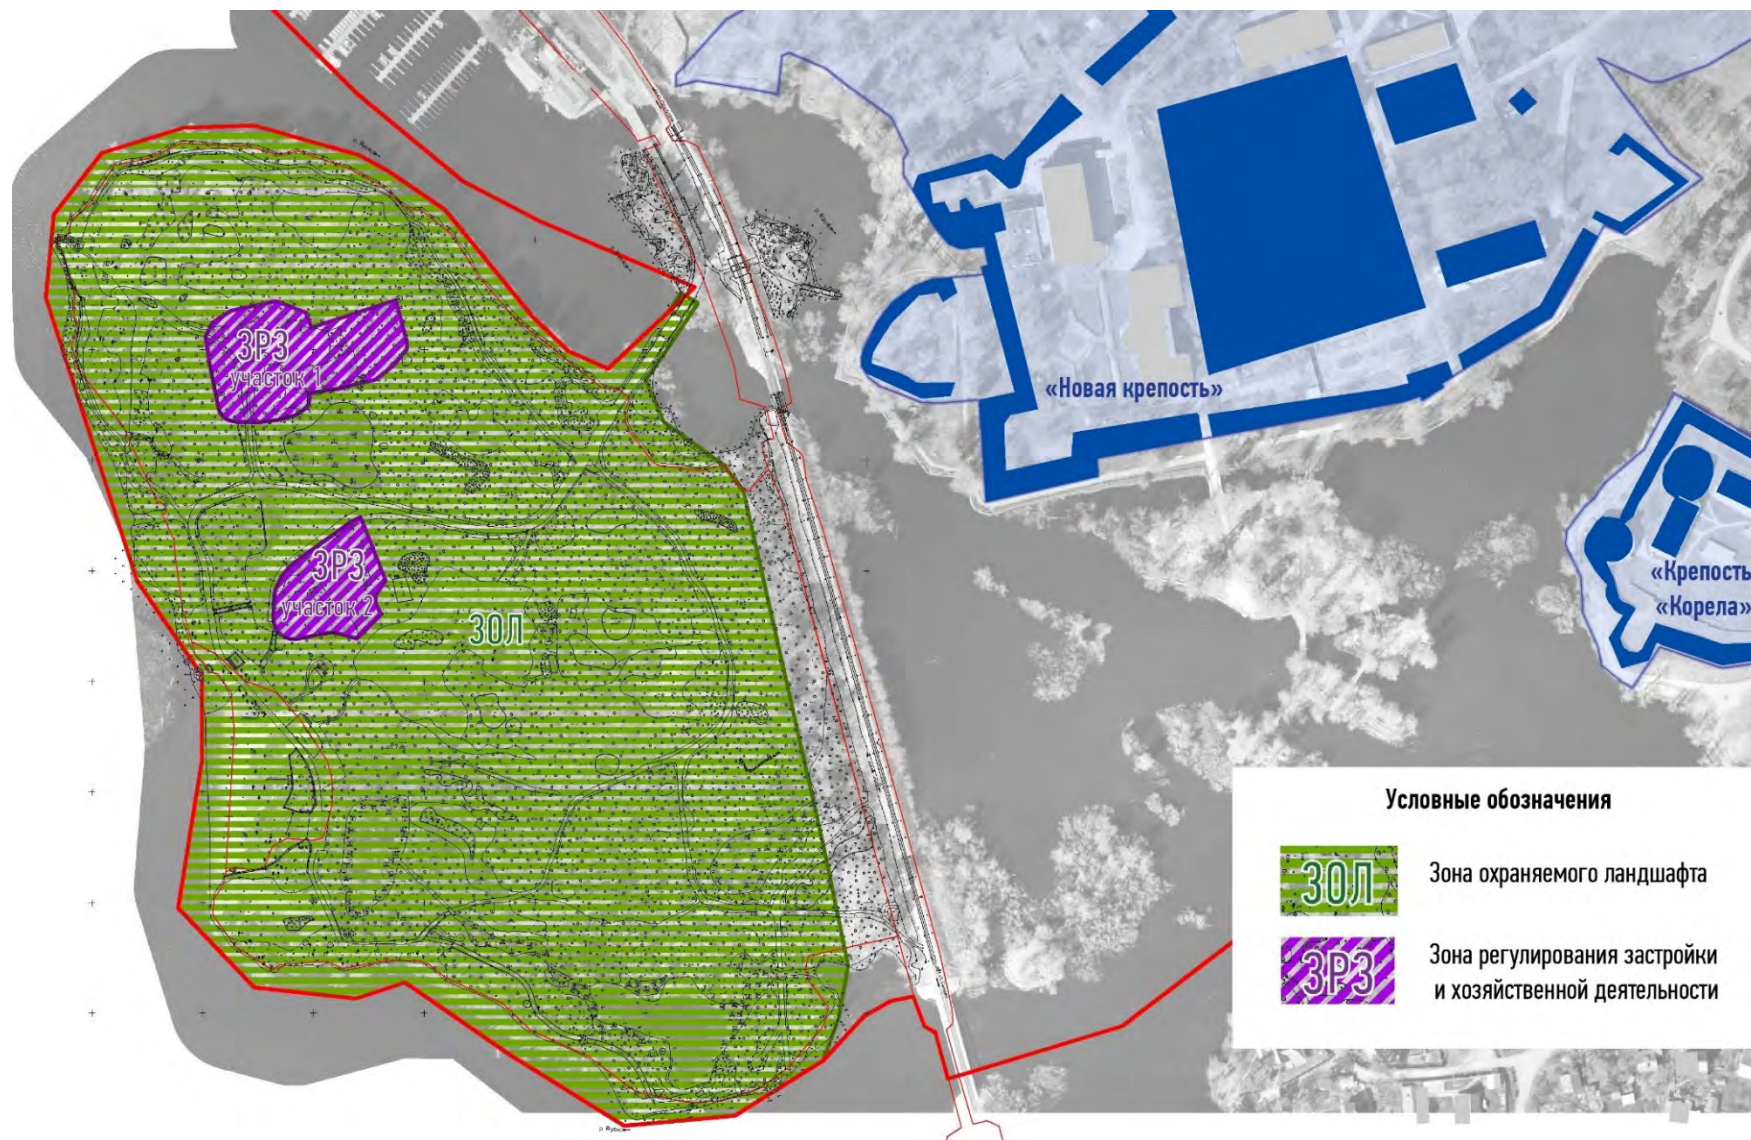 ЗРЗ
участок 1
«Новая крепость»
ЗРЗ
участок 2
ЗОЛ
«Крепость
«Корела»
Условные обозначения
ЗОЛ
Зона охраняемого ландшафта
ЗРЗ
Зона регулирования застройки
и хозяйственной деятельности